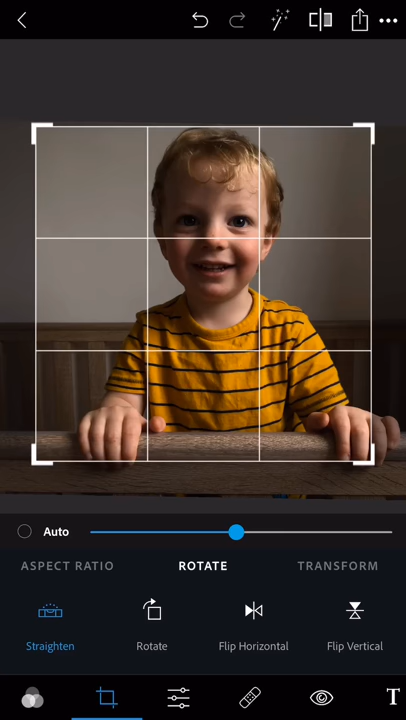 Auto
ASPECT RATIO ROTATE TRANSFORM
Straighten Rotate Flip Horizontal Flip Vertical
T